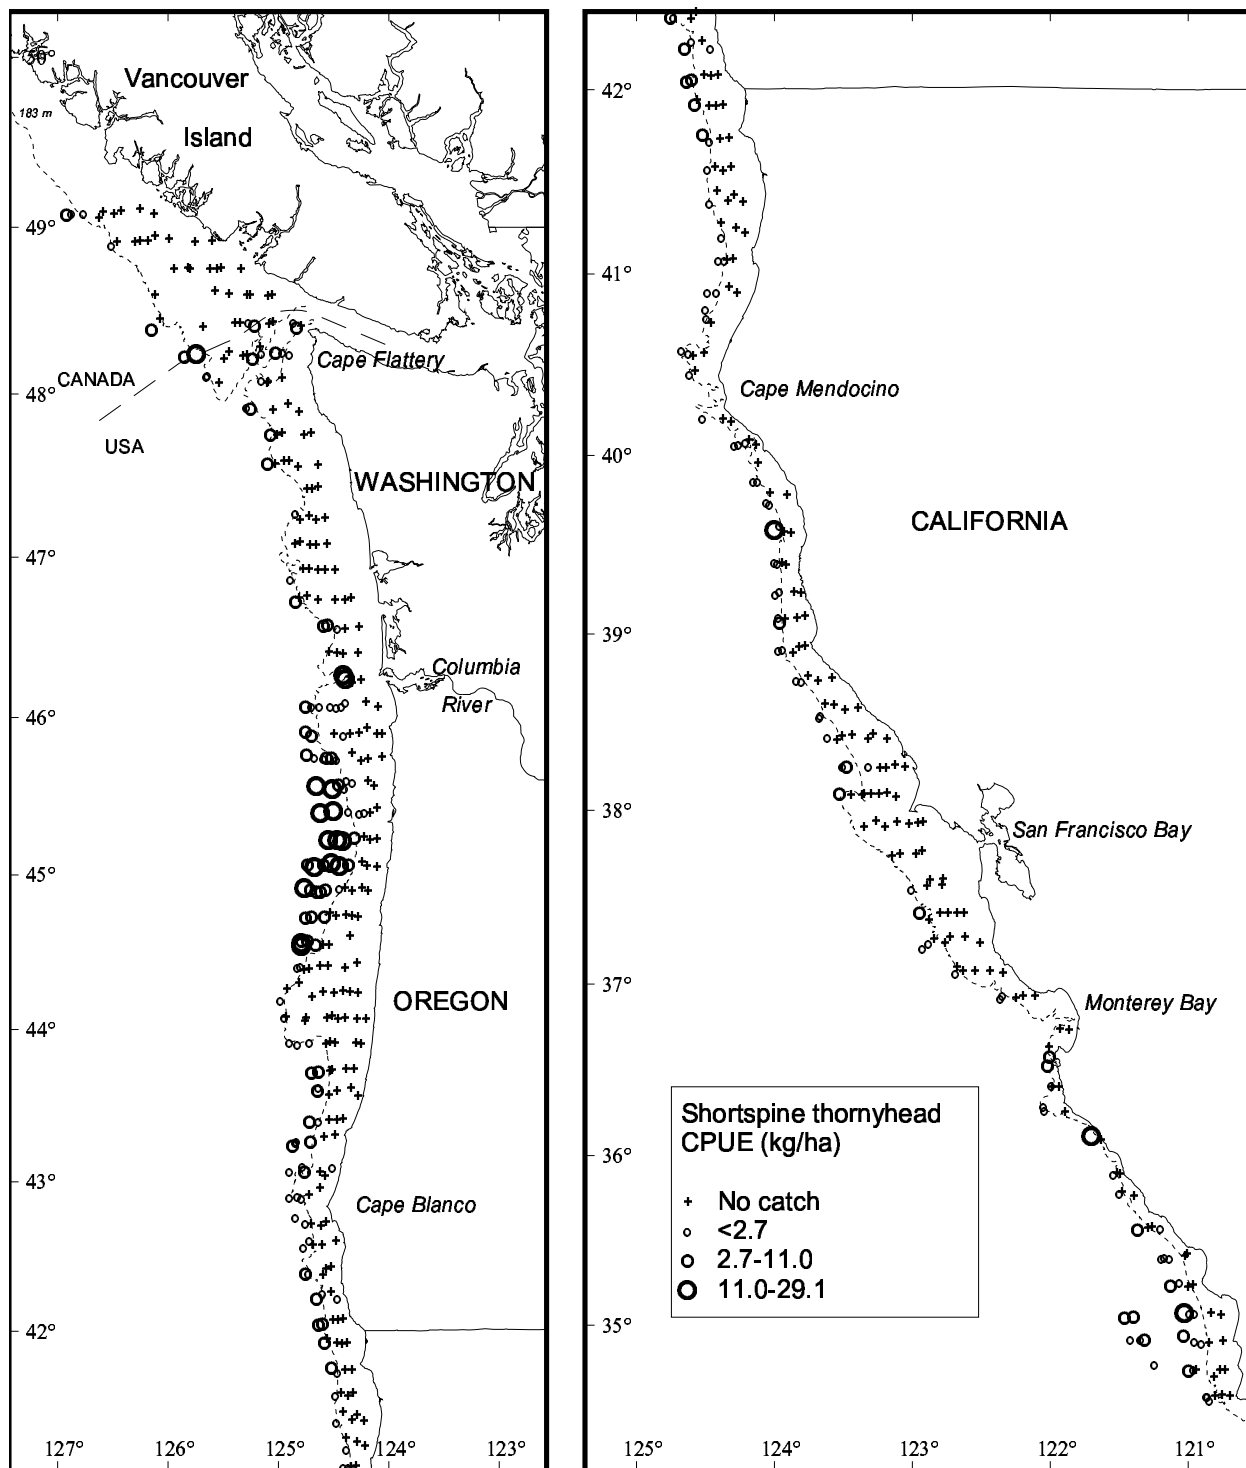 50°
Vancouver
Island
183 m
49°
Cape Flattery
48°
CANADA
USA
WASHINGTON
47°
Columbia
River
46°
45°
OREGON
44°
43°
Cape Blanco
42°
127°
126°
125°
124°
123°
42°
41°
Cape Mendocino
40°
CALIFORNIA
39°
38°
San Francisco Bay
37°
Monterey Bay
36°
35°
Shortspine thornyhead
CPUE (kg/ha)
No catch
<2.7
2.7-11.0
11.0-29.1
125°
124°
123°
122°
121°